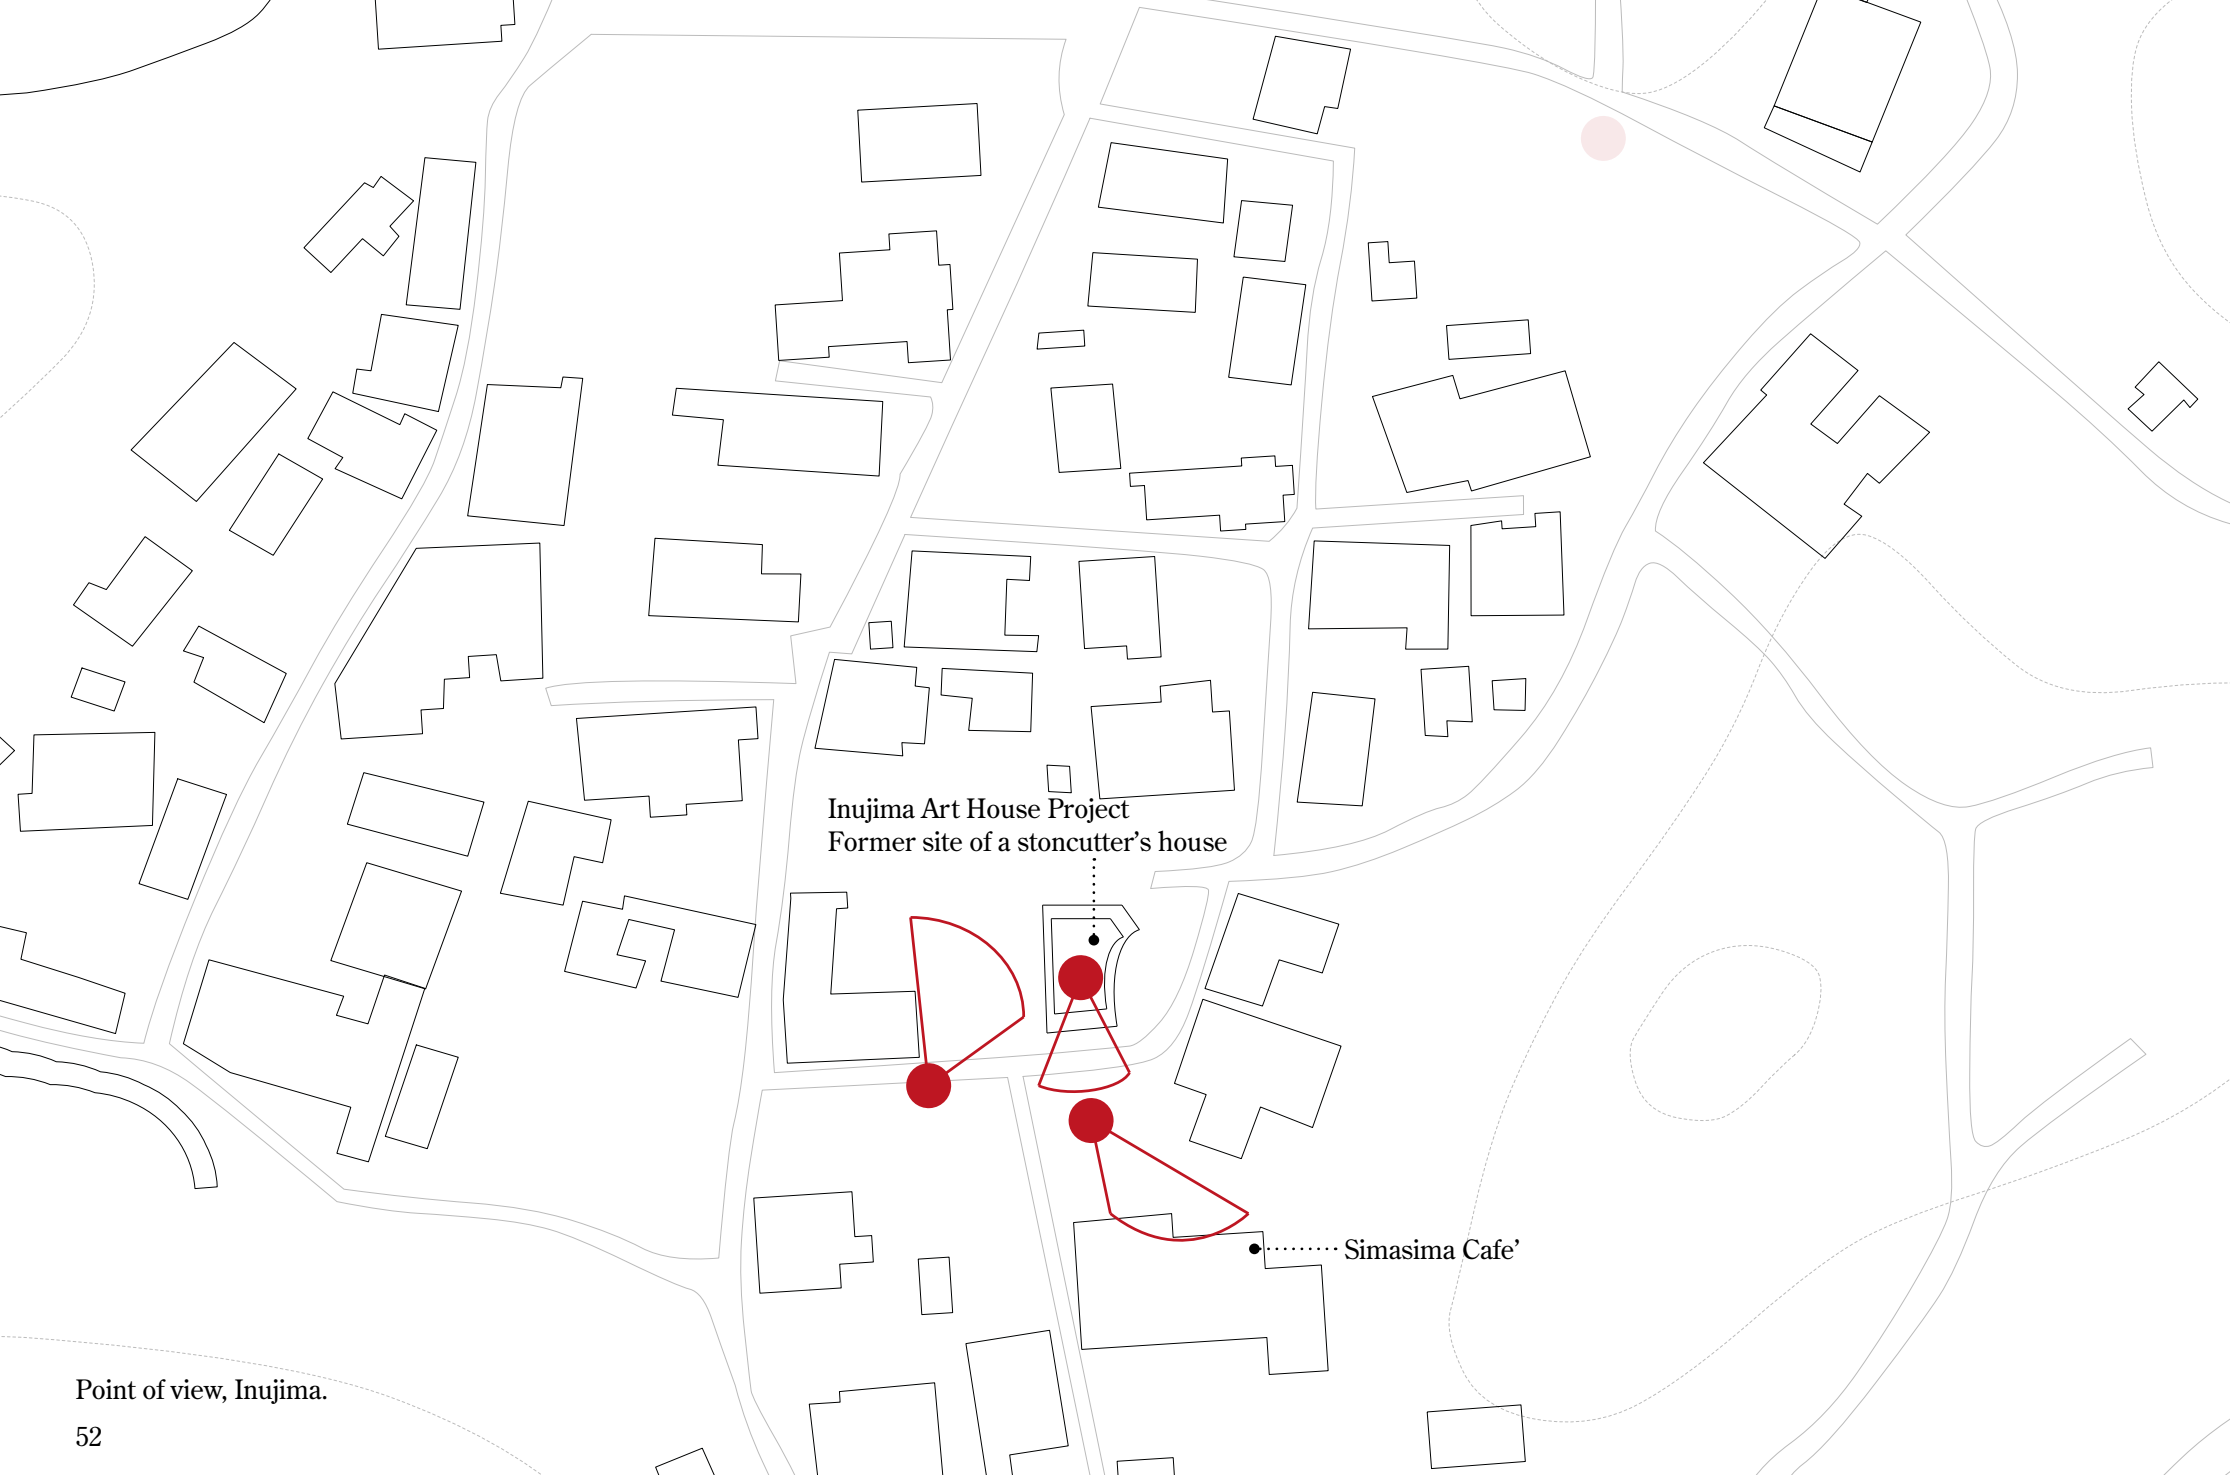 Inujima Art House Project
Former site of a stoncutter’s house
Simasima Cafe’
Point of view, Inujima.
52